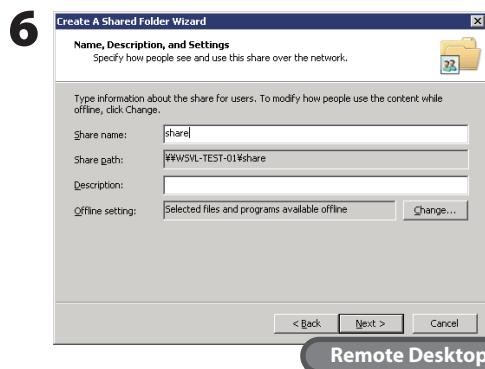 6
Create A Shared Folder Wizard
Name, Description, and Settings
Specify how people see and use this share over the network.
Type information about the share for users. To modify how people use the content while
offline, click Change.
Share name: share
Share path: ¥¥WSVL-TEST-01¥share
Description:
Offline setting: Selected files and programs available offline Change...
< Back Next > Cancel
Remote Desktop